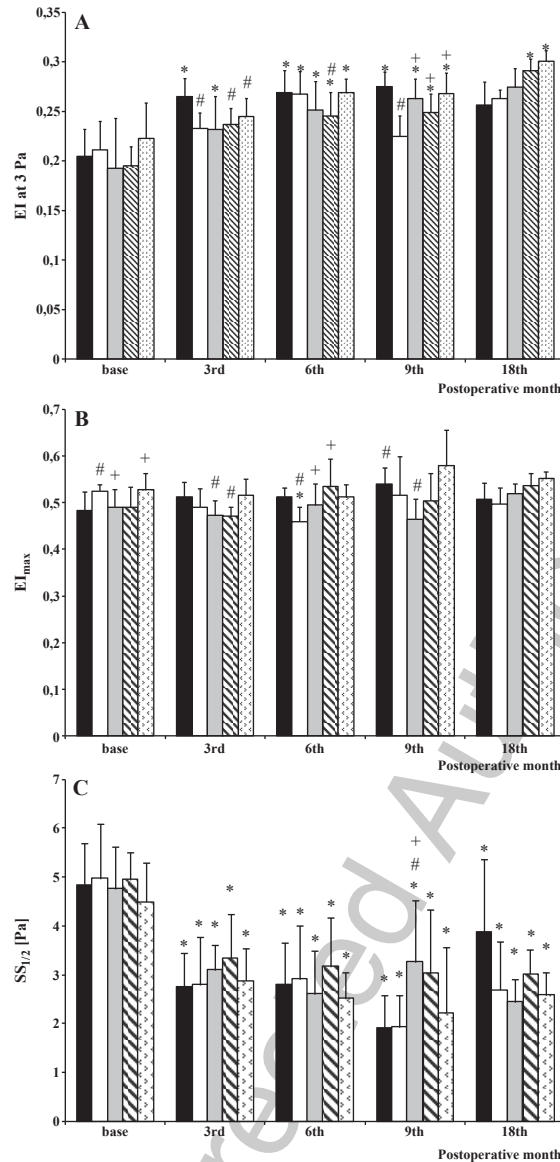 A
EI at 3 Pa
0,35
0,3
0,25
0,2
0,15
0,1
0,05
0
* # * # #
* * * # * *
* # + * + * + *
* *
base 3rd 6th 9th 18th
Postoperative month
B
EImax
0,7
0,6
0,5
0,4
0,3
0,2
0,1
0
# + +
# #
# * + +
# #
base 3rd 6th 9th 18th
Postoperative month
C
SS1/2 [Pa]
7
6
5
4
3
2
1
0
* * * * *
* * * * *
* * + # * * *
* * * * *
base 3rd 6th 9th 18th
Postoperative month